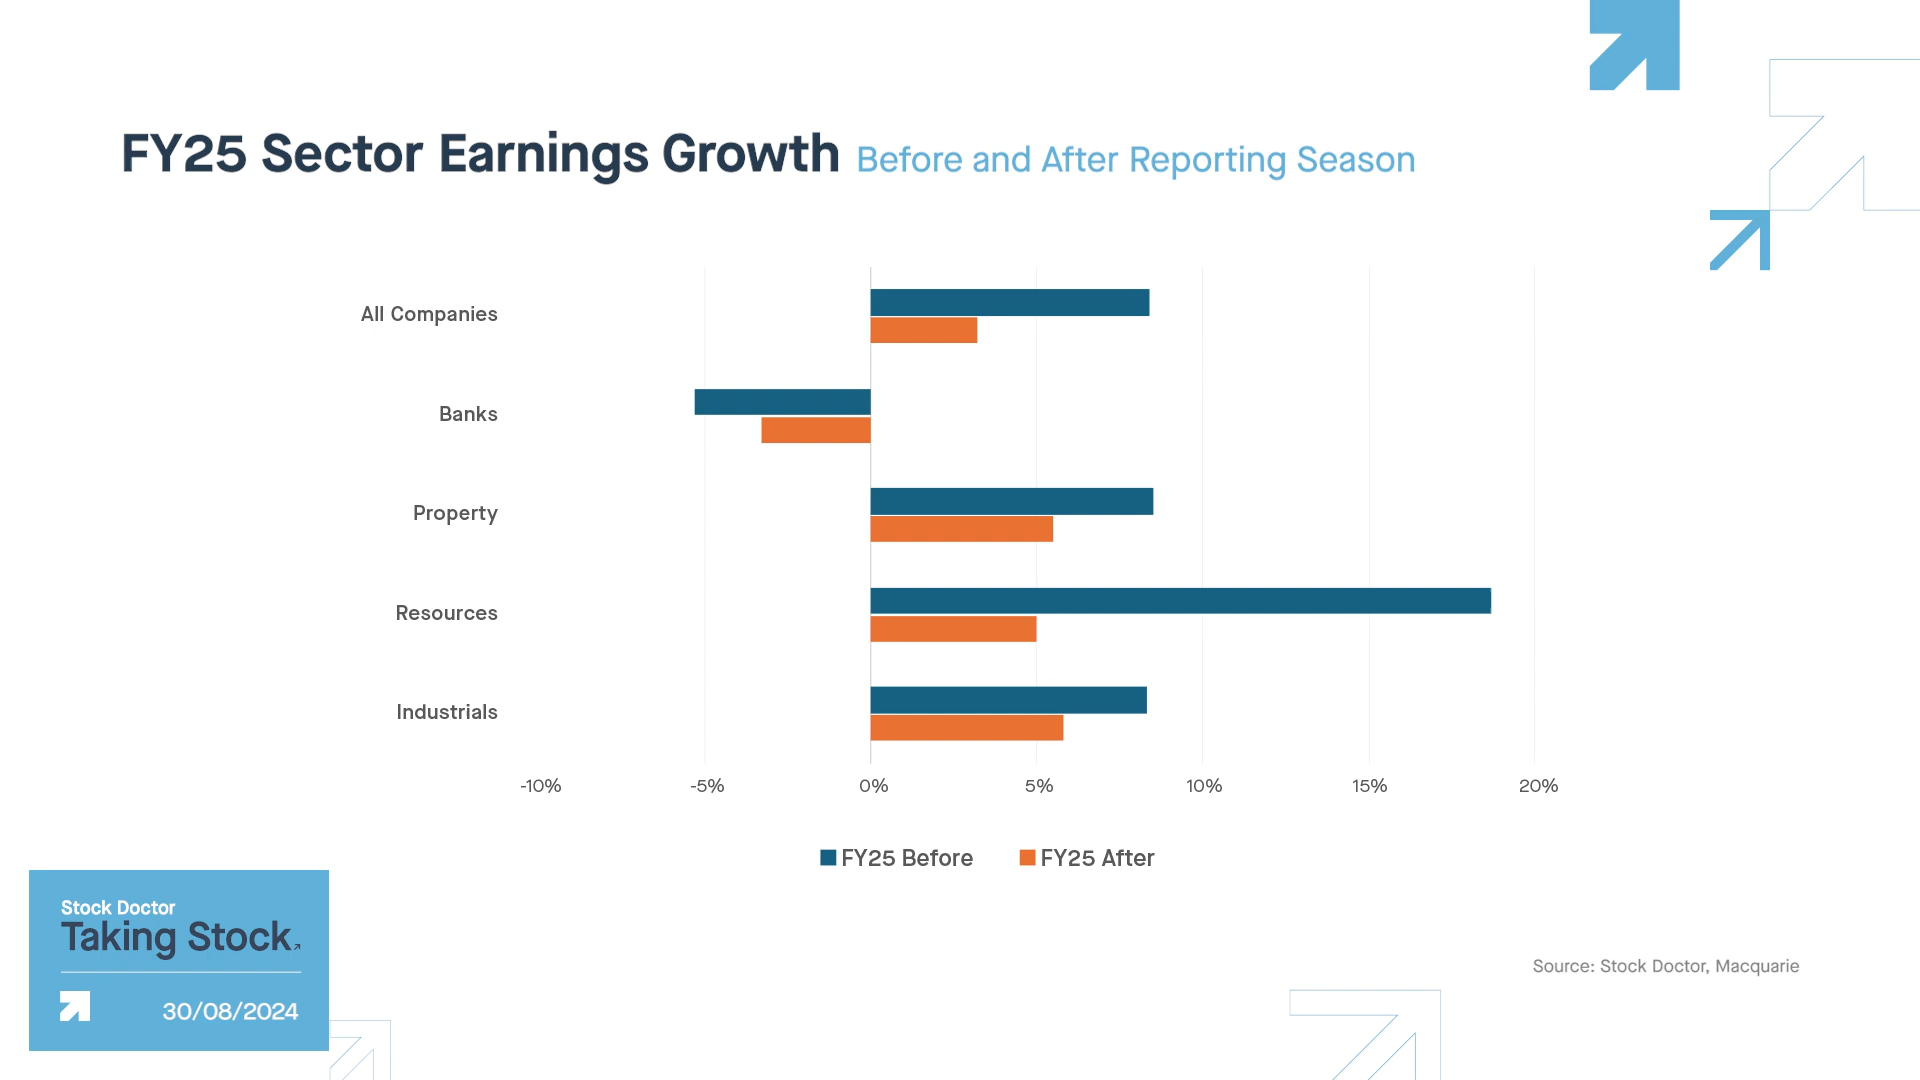 FY25 Sector Earnings Growth Before and After Reporting Season
All Companies
Banks
Property
Resources
Industrials
-10% -5% 0% 5% 10% 15% 20%
FY25 Before FY25 After
Stock Doctor
Taking Stock
30/08/2024
Source: Stock Doctor, Macquarie